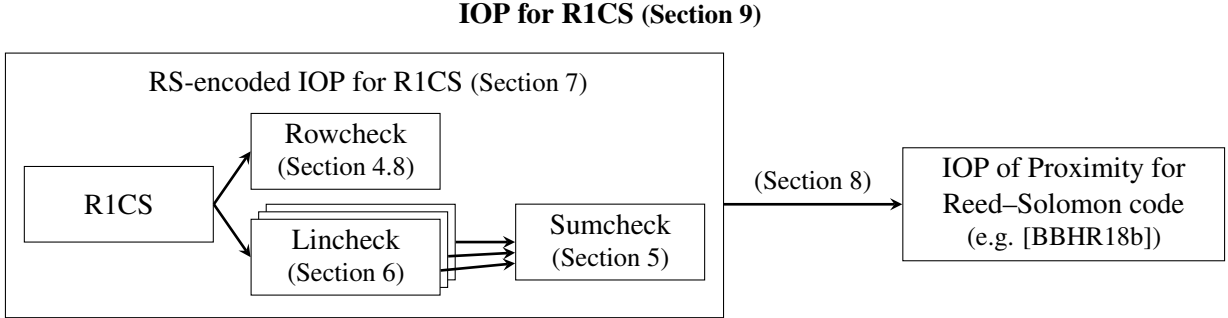 IOP for R1CS (Section 9)
RS-encoded IOP for R1CS (Section 7)
R1CS
Rowcheck
(Section 4.8)
Lincheck
(Section 6)
Sumcheck
(Section 5)
(Section 8)
IOP of Proximity for
Reed–Solomon code
(e.g. [BBHR18b])